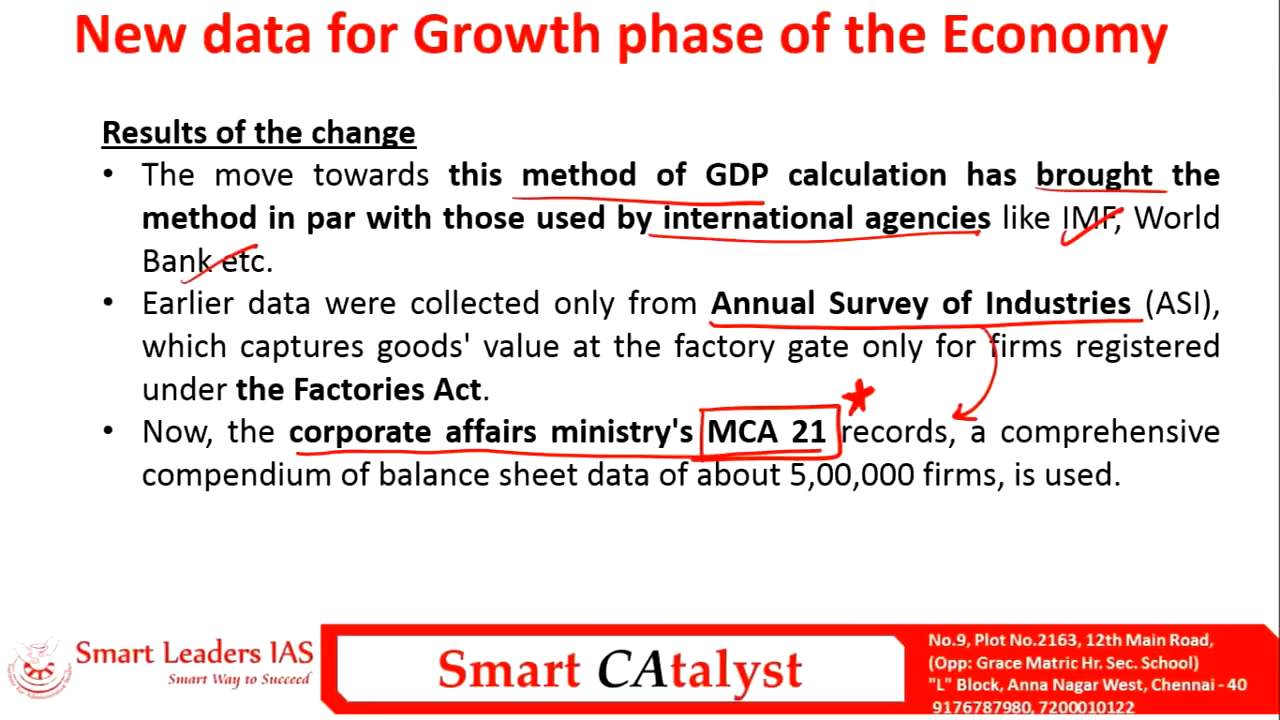 New data for Growth phase of the Economy
Results of the change
• The move towards this method of GDP calculation has brought the
method in par with those used by international agencies like IMF, World
Bank etc.
• Earlier data were collected only from Annual Survey of Industries (ASI),
which captures goods' value at the factory gate only for firms registered
under the Factories Act.
• Now, the corporate affairs ministry's MCA 21 records, a comprehensive
compendium of balance sheet data of about 5,00,000 firms, is used.
Smart Leaders IAS
Smart Way to Succeed
Smart CAtalyst
No.9, Plot No.2163, 12th Main Road,
(Opp: Grace Matric Hr. Sec. School)
"L" Block, Anna Nagar West, Chennai - 40
9176787980, 7200010122